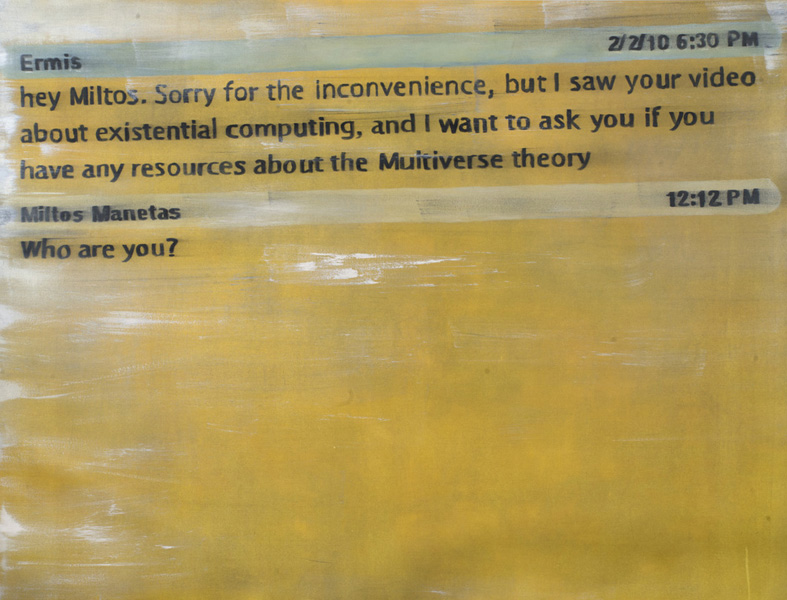 Ermis 2/2/10 6:30 PM
hey Miltos. Sorry for the inconvenience, but I saw your video
about existential computing, and I want to ask you if you
have any resources about the Multiverse theory
Miltos Manetas 12:12 PM
Who are you?